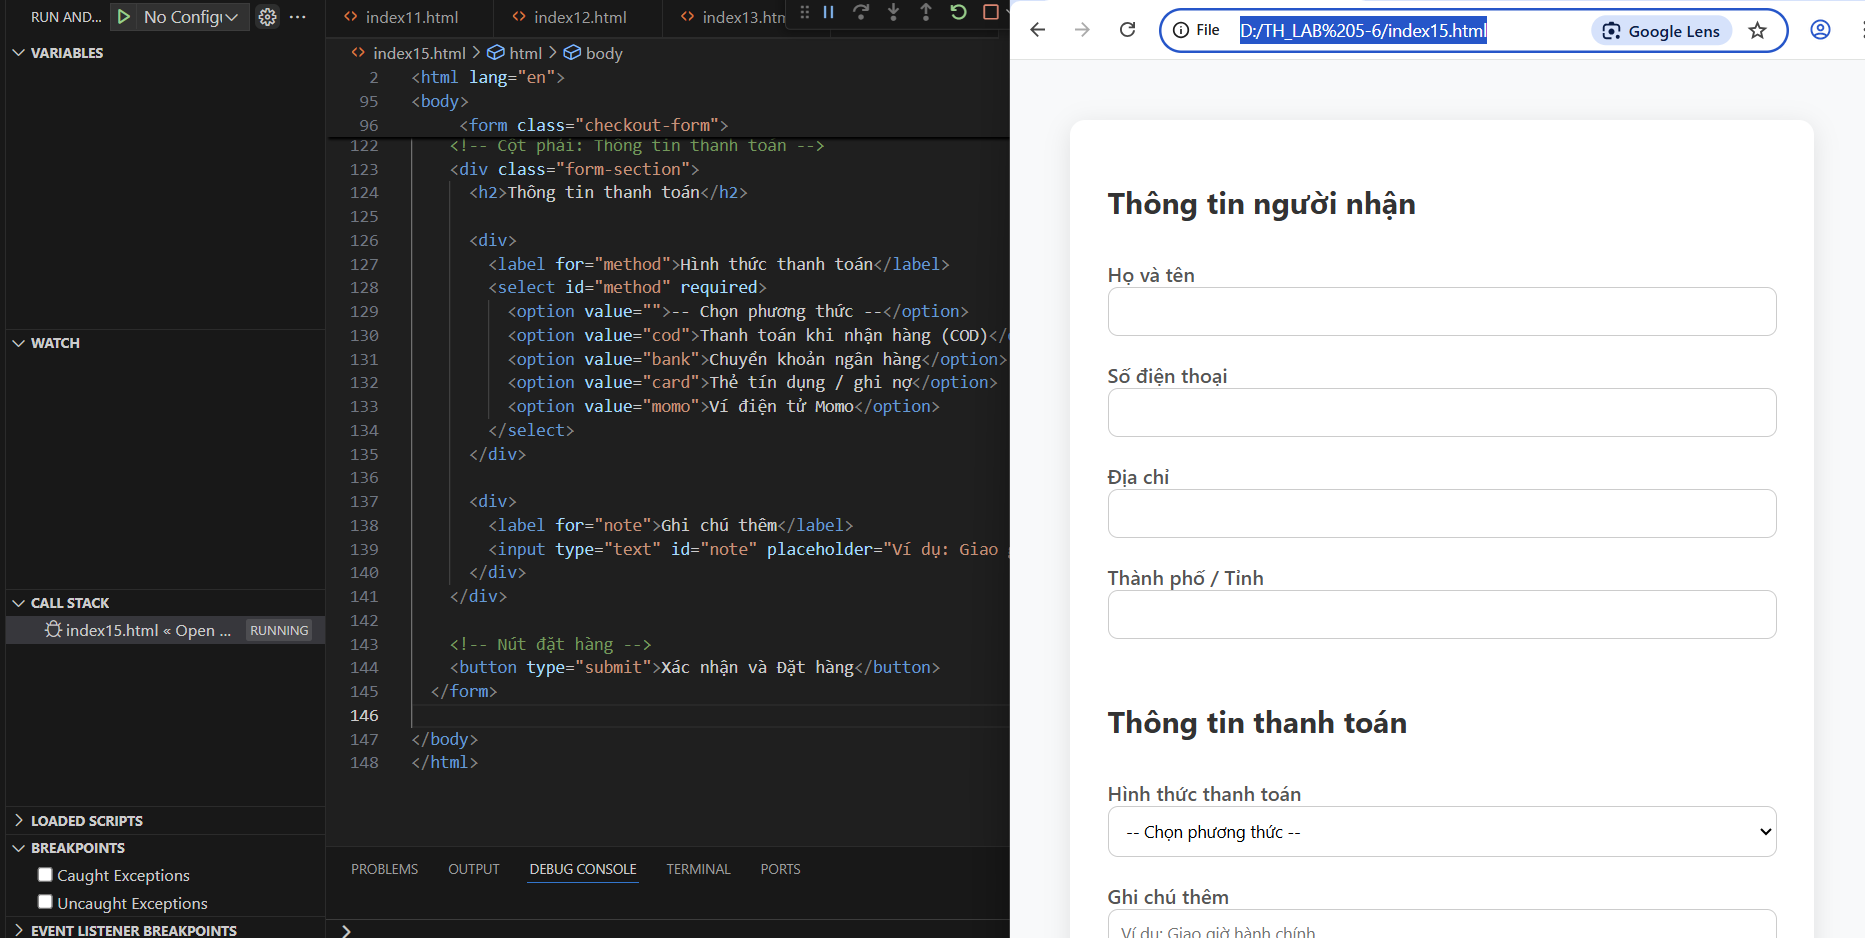 RUN AND...
No Config
VARIABLES
WATCH
CALL STACK
index15.html « Open ...
RUNNING
LOADED SCRIPTS
BREAKPOINTS
Caught Exceptions
Uncaught Exceptions
EVENT LISTENER BREAKPOINTS
index11.html
index12.html
index13.htm
index15.html > html > body
2 <html lang="en">
95 <body>
96 <form class="checkout-form">
122 <!-- Cột phải: Thông tin thanh toán -->
123 <div class="form-section">
124 <h2>Thông tin thanh toán</h2>
125
126 <div>
127 <label for="method">Hình thức thanh toán</label>
128 <select id="method" required>
129 <option value="">-- Chọn phương thức --</option>
130 <option value="cod">Thanh toán khi nhận hàng (COD)</
131 <option value="bank">Chuyển khoản ngân hàng</option>
132 <option value="card">Thẻ tín dụng / ghi nợ</option>
133 <option value="momo">Ví điện tử Momo</option>
134 </select>
135 </div>
136
137 <div>
138 <label for="note">Ghi chú thêm</label>
139 <input type="text" id="note" placeholder="Ví dụ: Giao
140 </div>
141 </div>
142
143 <!-- Nút đặt hàng -->
144 <button type="submit">Xác nhận và Đặt hàng</button>
145 </form>
146
147 </body>
148 </html>
PROBLEMS
OUTPUT
DEBUG CONSOLE
TERMINAL
PORTS
File
D:/TH_LAB%205-6/index15.html
Google Lens
Thông tin người nhận
Họ và tên
Số điện thoại
Địa chỉ
Thành phố / Tỉnh
Thông tin thanh toán
Hình thức thanh toán
-- Chọn phương thức --
Ghi chú thêm
Ví dụ: Giao giờ hành chính